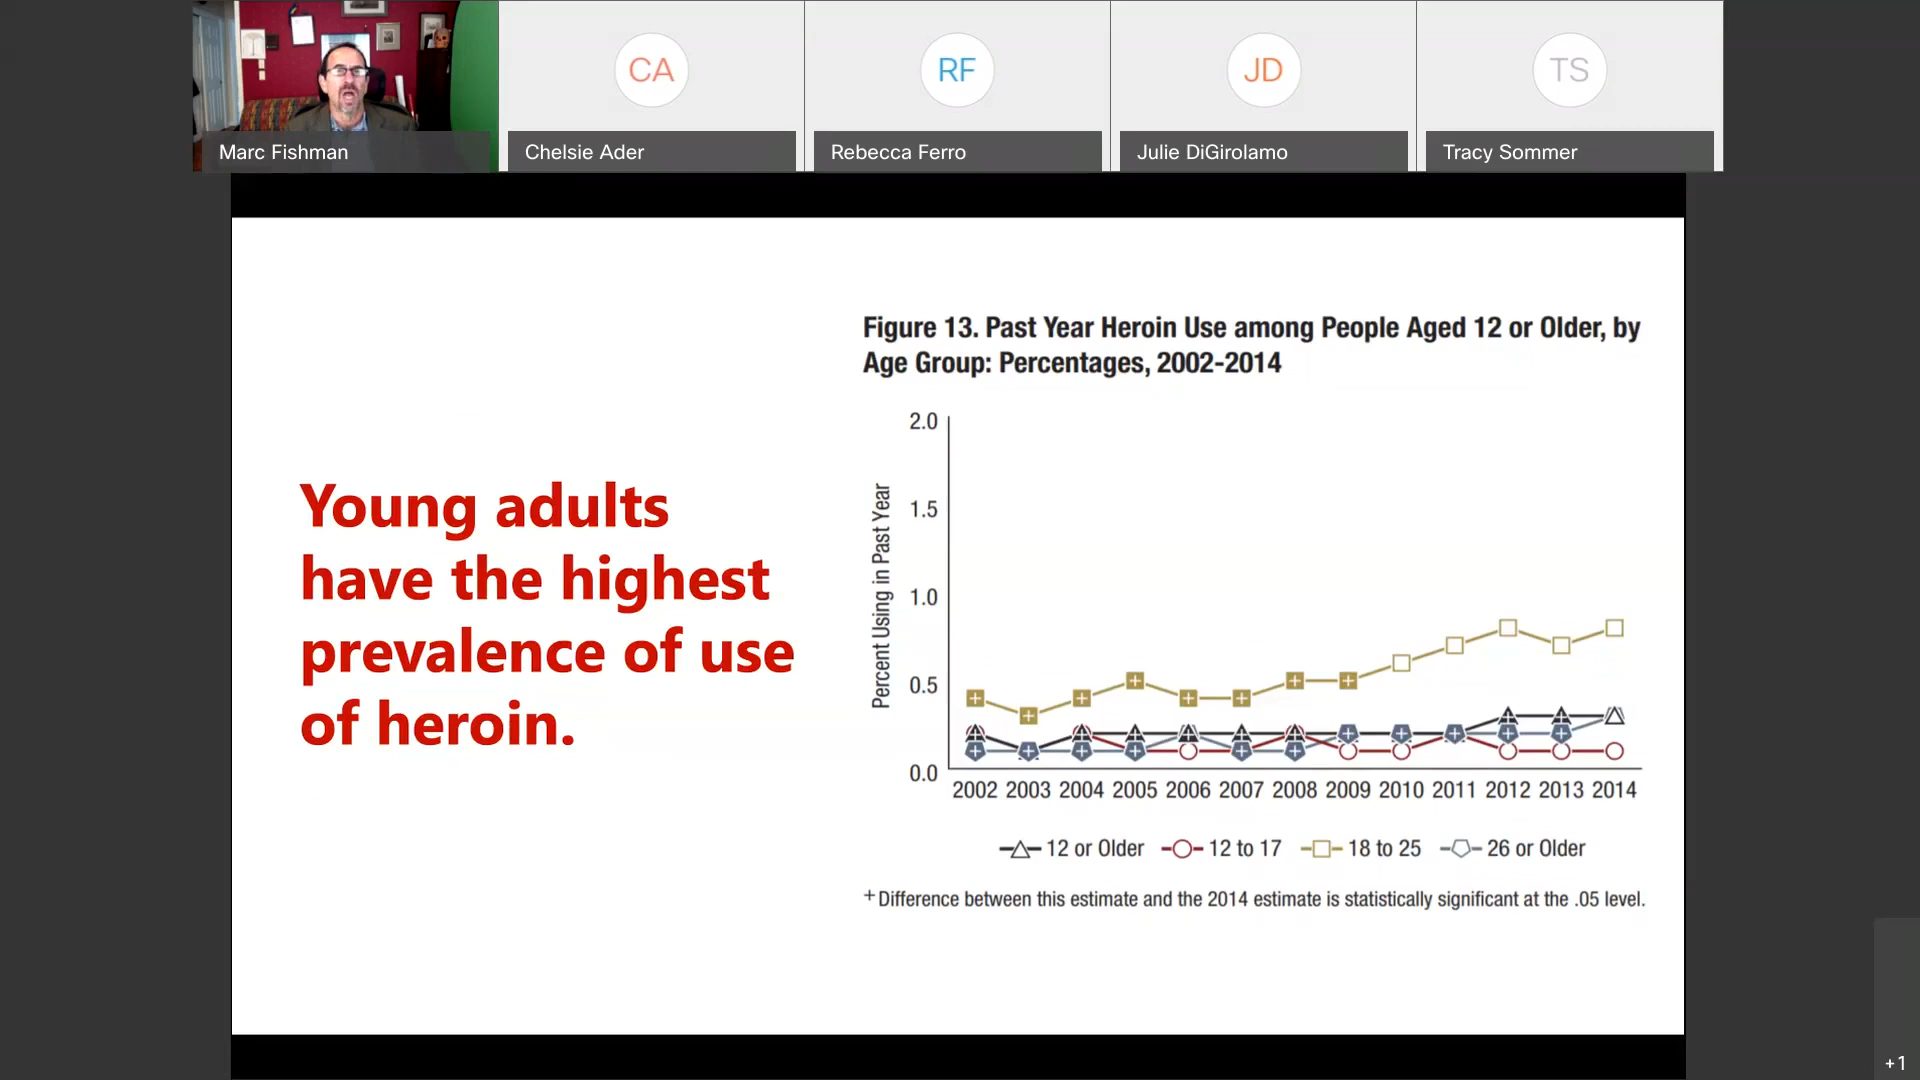 CA
RF
JD
TS
Marc Fishman
Chelsie Ader
Rebecca Ferro
Julie DiGirolamo
Tracy Sommer
Young adults
have the highest
prevalence of use
of heroin.
Figure 13. Past Year Heroin Use among People Aged 12 or Older, by
Age Group: Percentages, 2002-2014
Percent Using in Past Year
2.0
1.5
1.0
0.5
0.0
2002 2003 2004 2005 2006 2007 2008 2009 2010 2011 2012 2013 2014
12 or Older 12 to 17 18 to 25 26 or Older
+ Difference between this estimate and the 2014 estimate is statistically significant at the .05 level.
+1